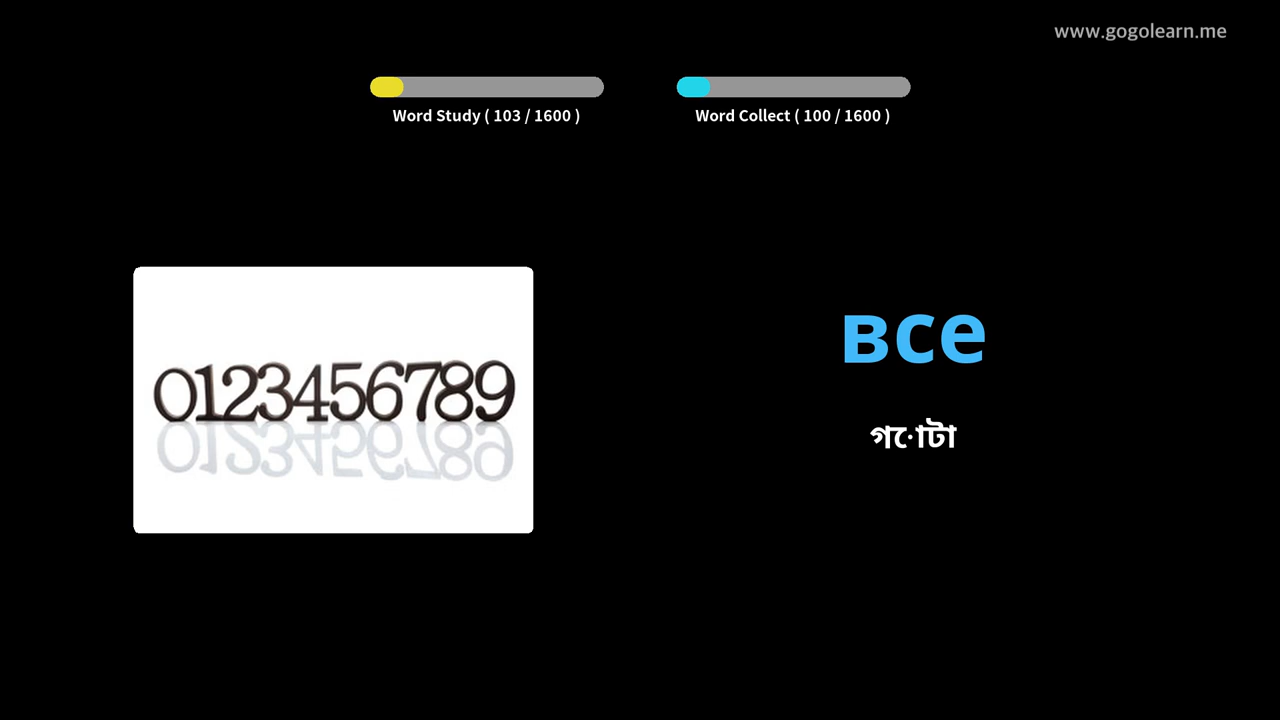 www.gogolearn.me
Word Study ( 103 / 1600 )
Word Collect ( 100 / 1600 )
0123456789
все
গোটা